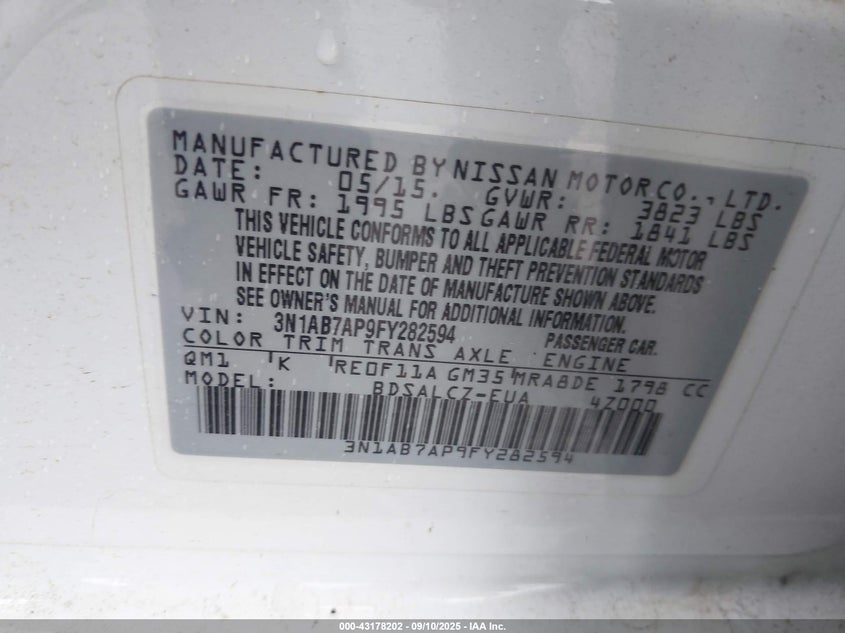 MANUFACTURED BY NISSAN MOTOR CO., LTD.
DATE: 05/15. GVWR: 3823 LBS
GAWR FR: 1995 LBS GAWR RR: 1841 LBS
THIS VEHICLE CONFORMS TO ALL APPLICABLE FEDERAL MOTOR
VEHICLE SAFETY, BUMPER AND THEFT PREVENTION STANDARDS
IN EFFECT ON THE DATE OF MANUFACTURE SHOWN ABOVE.
SEE OWNER'S MANUAL FOR ADDITIONAL INFORMATION.
VIN: 3N1AB7AP9FY282594 PASSENGER CAR.
COLOR TRIM TRANS AXLE ENGINE
QM1 K RE0F11A GM35 MRA8DE 1798 CC
MODEL: BDSALCZ-EUA 4Z000
3N1AB7AP9FY282594
000-43178202 - 09/10/2025 - IAA Inc.